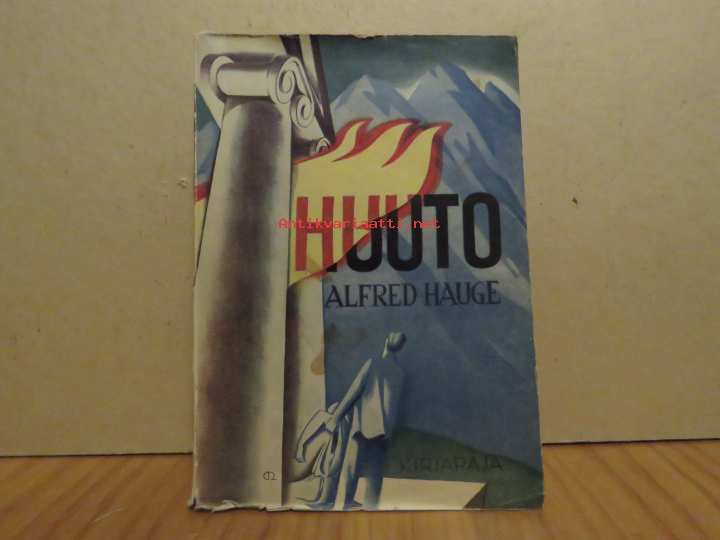 HUUTO
Antikvariaatti.net
ALFRED HAUGE
KIRJAPAJA